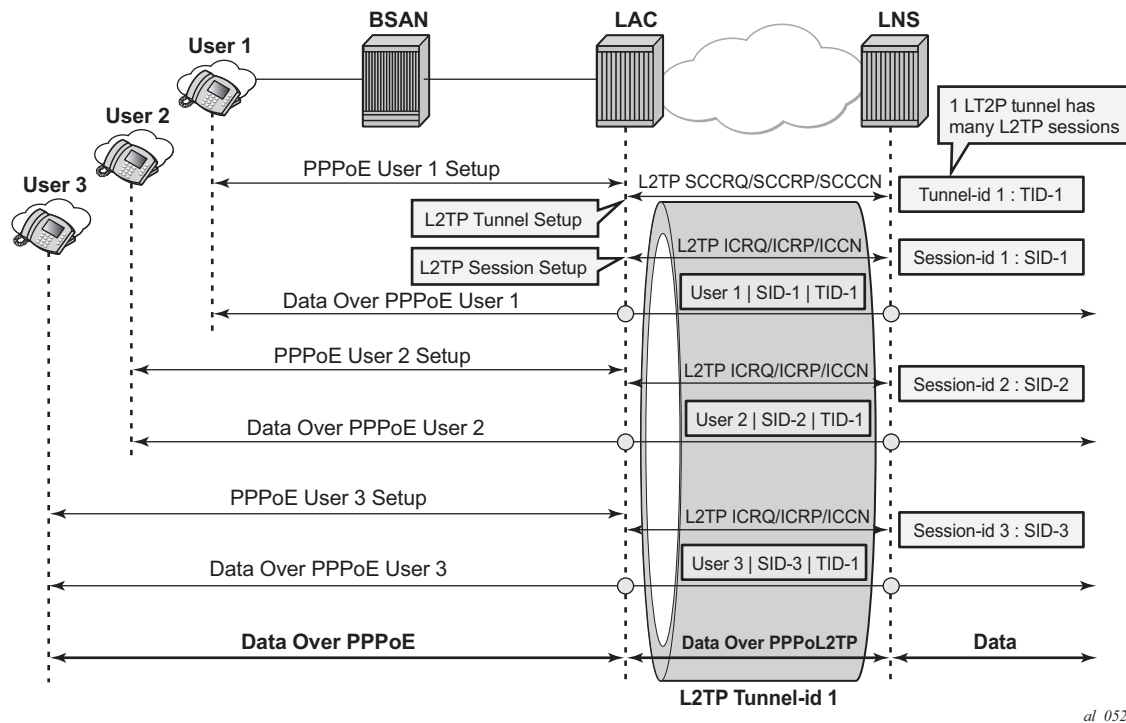 BSAN
LAC
LNS
User 1
User 2
User 3
1 LT2P tunnel has
many L2TP sessions
PPPoE User 1 Setup
L2TP SCCRQ/SCCRP/SCCCN
Tunnel-id 1 : TID-1
L2TP Tunnel Setup
L2TP ICRQ/ICRP/ICCN
Session-id 1 : SID-1
L2TP Session Setup
Data Over PPPoE User 1
User 1 | SID-1 | TID-1
PPPoE User 2 Setup
L2TP ICRQ/ICRP/ICCN
Session-id 2 : SID-2
Data Over PPPoE User 2
User 2 | SID-2 | TID-1
PPPoE User 3 Setup
L2TP ICRQ/ICRP/ICCN
Session-id 3 : SID-3
Data Over PPPoE User 3
User 3 | SID-3 | TID-1
Data Over PPPoE
Data Over PPPoL2TP
Data
L2TP Tunnel-id 1
al_052